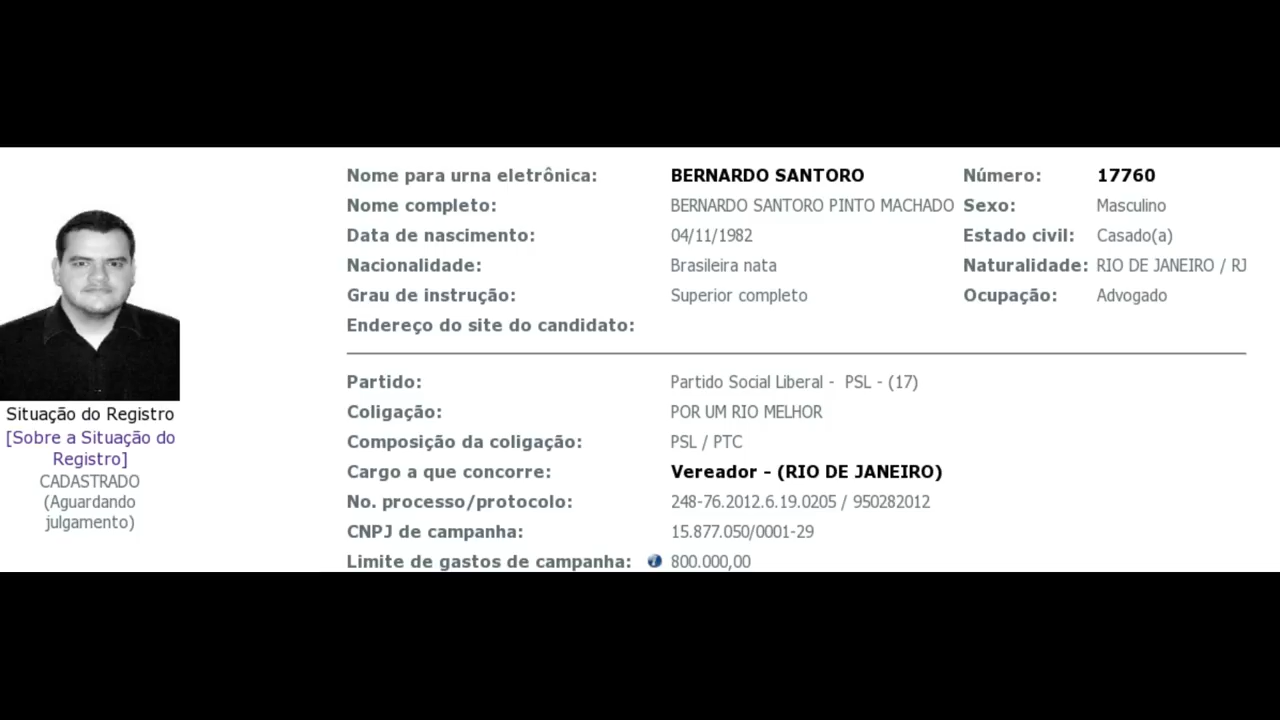 Nome para urna eletrônica: BERNARDO SANTORO Número: 17760
Nome completo: BERNARDO SANTORO PINTO MACHADO Sexo: Masculino
Data de nascimento: 04/11/1982 Estado civil: Casado(a)
Nacionalidade: Brasileira nata Naturalidade: RIO DE JANEIRO / RJ
Grau de instrução: Superior completo Ocupação: Advogado
Endereço do site do candidato:
Partido: Partido Social Liberal - PSL - (17)
Coligação: POR UM RIO MELHOR
Composição da coligação: PSL / PTC
Cargo a que concorre: Vereador - (RIO DE JANEIRO)
No. processo/protocolo: 248-76.2012.6.19.0205 / 950282012
CNPJ de campanha: 15.877.050/0001-29
Limite de gastos de campanha: 800.000,00
Situação do Registro
[Sobre a Situação do
Registro]
CADASTRADO
(Aguardando
julgamento)